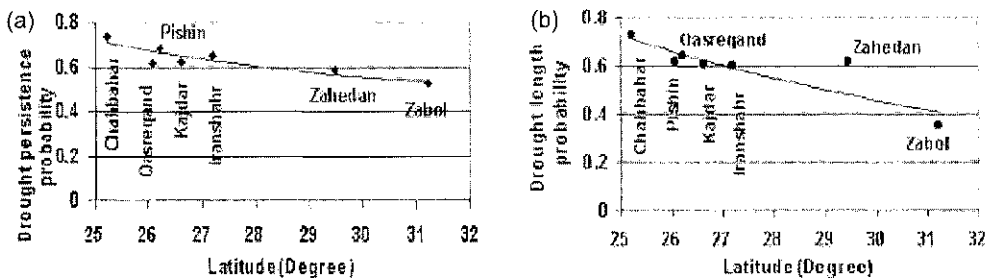 (a)
Drought persistence
probability
0.8
0.6
0.4
0.2
0
Chahbahar
Qasreqand
Pishin
Kajdar
Iranshahr
Zahedan
Zabol
25 26 27 28 29 30 31 32
Latitude(Degree)
(b)
Drought length
probability
0.8
0.6
0.4
0.2
0
Chahbahar
Pishin
Qasreqand
Kajdar
Iranshahr
Zahedan
Zabol
25 26 27 28 29 30 31 32
Latitude(Degree)